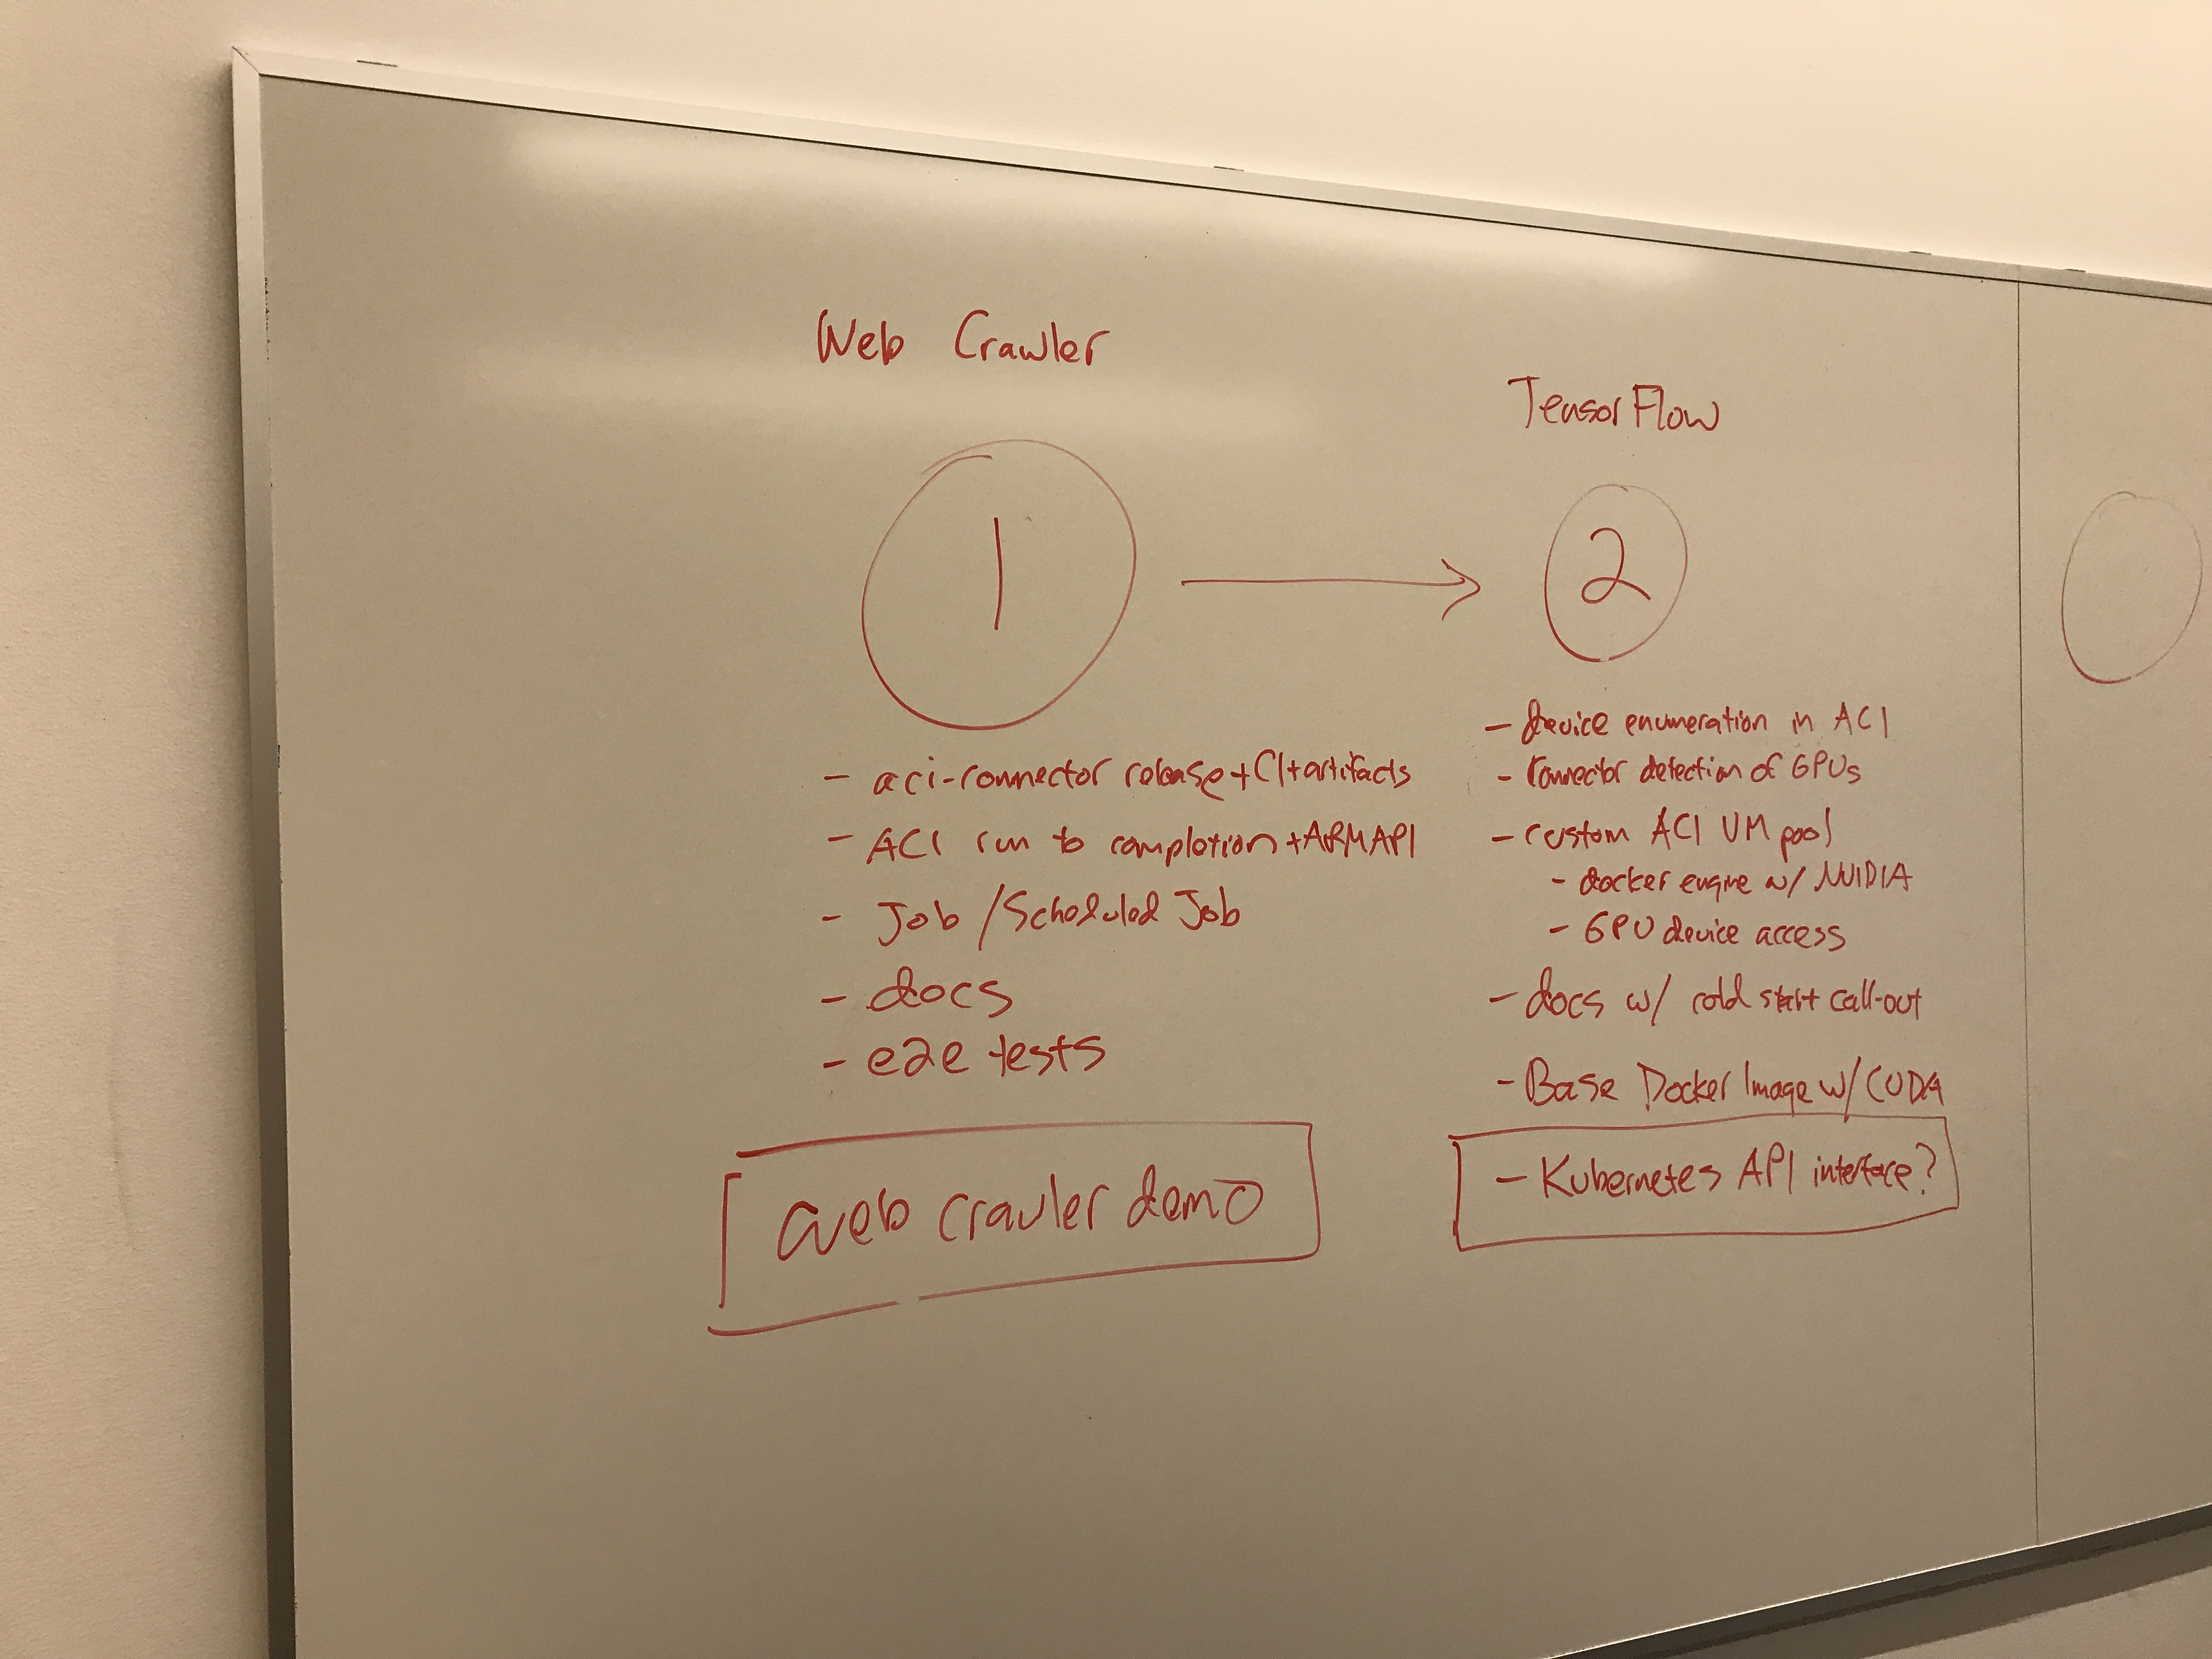 Web Crawler
1
- aci-connector release + CI + artifacts
- ACI run to completion + ARM API
- Job / Scheduled Job
- docs
- e2e tests
web crawler demo
TensorFlow
2
- device enumeration in ACI
- connector detection of GPUs
- custom ACI VM pool
- docker engine w/ NVIDIA
- GPU device access
- docs w/ cold start call-out
- Base Docker Image w/ CUDA
- Kubernetes API interface?